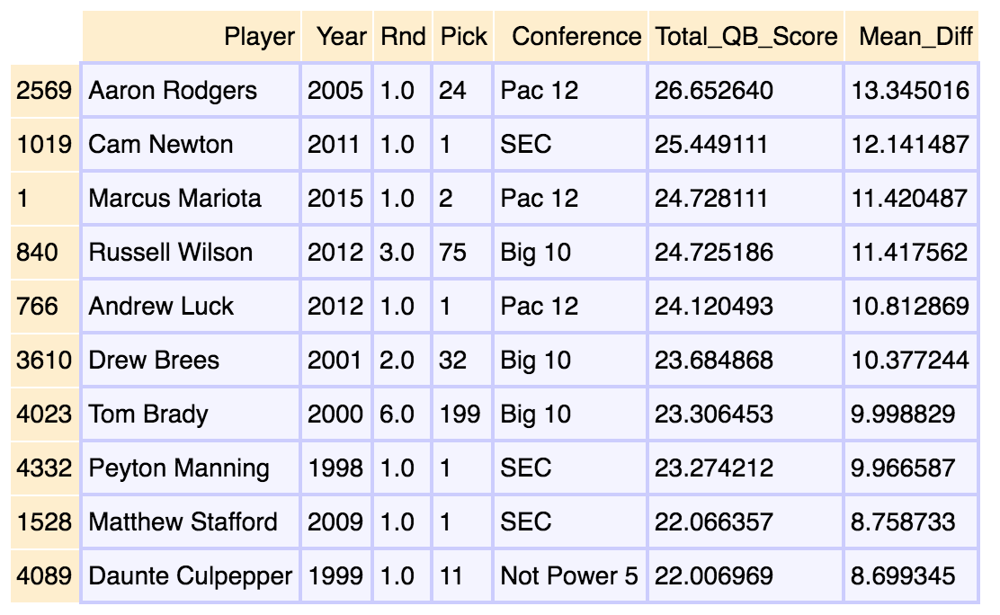 Player Year Rnd Pick Conference Total_QB_Score Mean_Diff
2569 Aaron Rodgers 2005 1.0 24 Pac 12 26.652640 13.345016
1019 Cam Newton 2011 1.0 1 SEC 25.449111 12.141487
1 Marcus Mariota 2015 1.0 2 Pac 12 24.728111 11.420487
840 Russell Wilson 2012 3.0 75 Big 10 24.725186 11.417562
766 Andrew Luck 2012 1.0 1 Pac 12 24.120493 10.812869
3610 Drew Brees 2001 2.0 32 Big 10 23.684868 10.377244
4023 Tom Brady 2000 6.0 199 Big 10 23.306453 9.998829
4332 Peyton Manning 1998 1.0 1 SEC 23.274212 9.966587
1528 Matthew Stafford 2009 1.0 1 SEC 22.066357 8.758733
4089 Daunte Culpepper 1999 1.0 11 Not Power 5 22.006969 8.699345